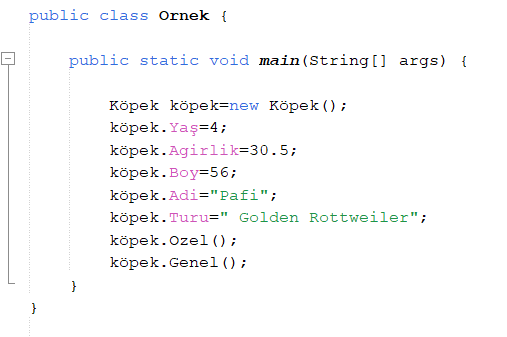 public class Ornek {
public static void main(String[] args) {
Köpek köpek=new Köpek();
köpek.Yaş=4;
köpek.Agirlik=30.5;
köpek.Boy=56;
köpek.Adi="Pafi";
köpek.Turu=" Golden Rottweiler";
köpek.Ozel();
köpek.Genel();
}
}